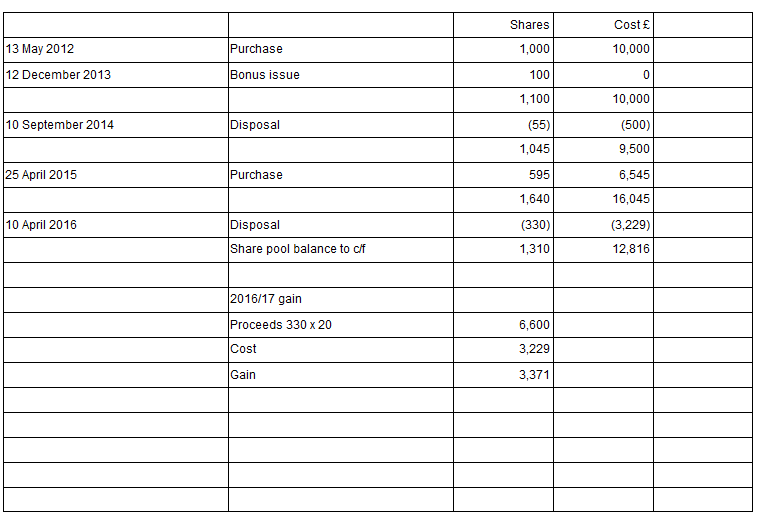 Shares Cost £
13 May 2012 Purchase 1,000 10,000
12 December 2013 Bonus issue 100 0
1,100 10,000
10 September 2014 Disposal (55) (500)
1,045 9,500
25 April 2015 Purchase 595 6,545
1,640 16,045
10 April 2016 Disposal (330) (3,229)
Share pool balance to c/f 1,310 12,816
2016/17 gain
Proceeds 330 x 20 6,600
Cost 3,229
Gain 3,371